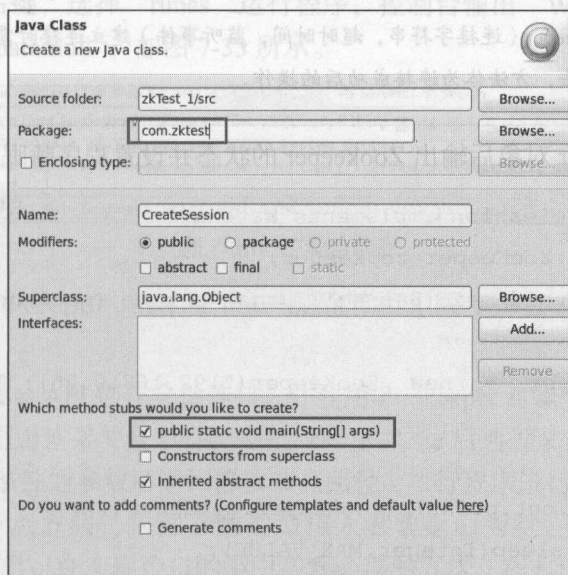 Java Class
Create a new Java class.
Source folder: zkTest_1/src Browse...
Package: com.zktest Browse...
Enclosing type: Browse...
Name: CreateSession
Modifiers: public package private protected
abstract final static
Superclass: java.lang.Object Browse...
Interfaces: Add...
Remove
Which method stubs would you like to create?
public static void main(String[] args)
Constructors from superclass
Inherited abstract methods
Do you want to add comments? (Configure templates and default value here)
Generate comments